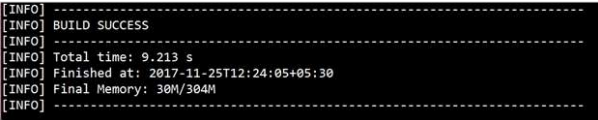 [INFO] ------------------------------------------------------------------------
[INFO] BUILD SUCCESS
[INFO] ------------------------------------------------------------------------
[INFO] Total time: 9.213 s
[INFO] Finished at: 2017-11-25T12:24:05+05:30
[INFO] Final Memory: 30M/304M
[INFO] ------------------------------------------------------------------------